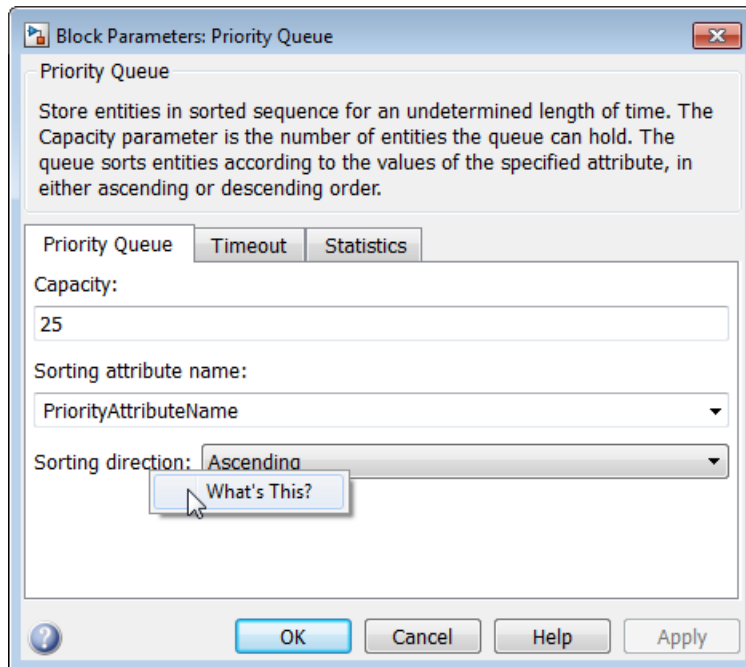 Block Parameters: Priority Queue
Priority Queue
Store entities in sorted sequence for an undetermined length of time. The
Capacity parameter is the number of entities the queue can hold. The
queue sorts entities according to the values of the specified attribute, in
either ascending or descending order.
Priority Queue Timeout Statistics
Capacity:
25
Sorting attribute name:
PriorityAttributeName
Sorting direction: Ascending
What's This?
OK Cancel Help Apply